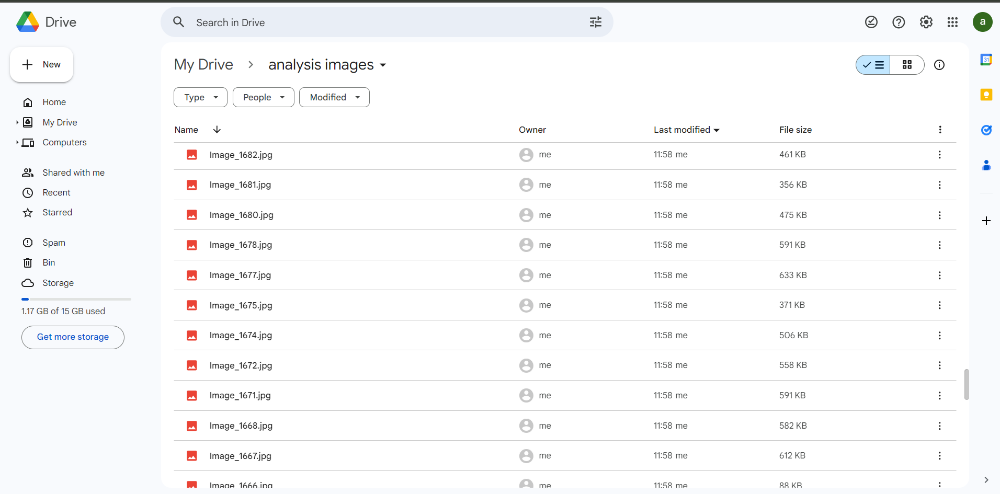 Drive
Search in Drive
a
New
My Drive
analysis images
31
Type
People
Modified
Home
My Drive
Computers
Shared with me
Recent
Starred
Spam
Bin
Storage
1.17 GB of 15 GB used
Get more storage
Name Owner Last modified File size
Image_1682.jpg me 11:58 me 461 KB
Image_1681.jpg me 11:58 me 356 KB
Image_1680.jpg me 11:58 me 475 KB
Image_1678.jpg me 11:58 me 591 KB
Image_1677.jpg me 11:58 me 633 KB
Image_1675.jpg me 11:58 me 371 KB
Image_1674.jpg me 11:58 me 506 KB
Image_1672.jpg me 11:58 me 558 KB
Image_1671.jpg me 11:58 me 591 KB
Image_1668.jpg me 11:58 me 582 KB
Image_1667.jpg me 11:58 me 612 KB
Image_1666.jpg me 11:58 me 88 KB